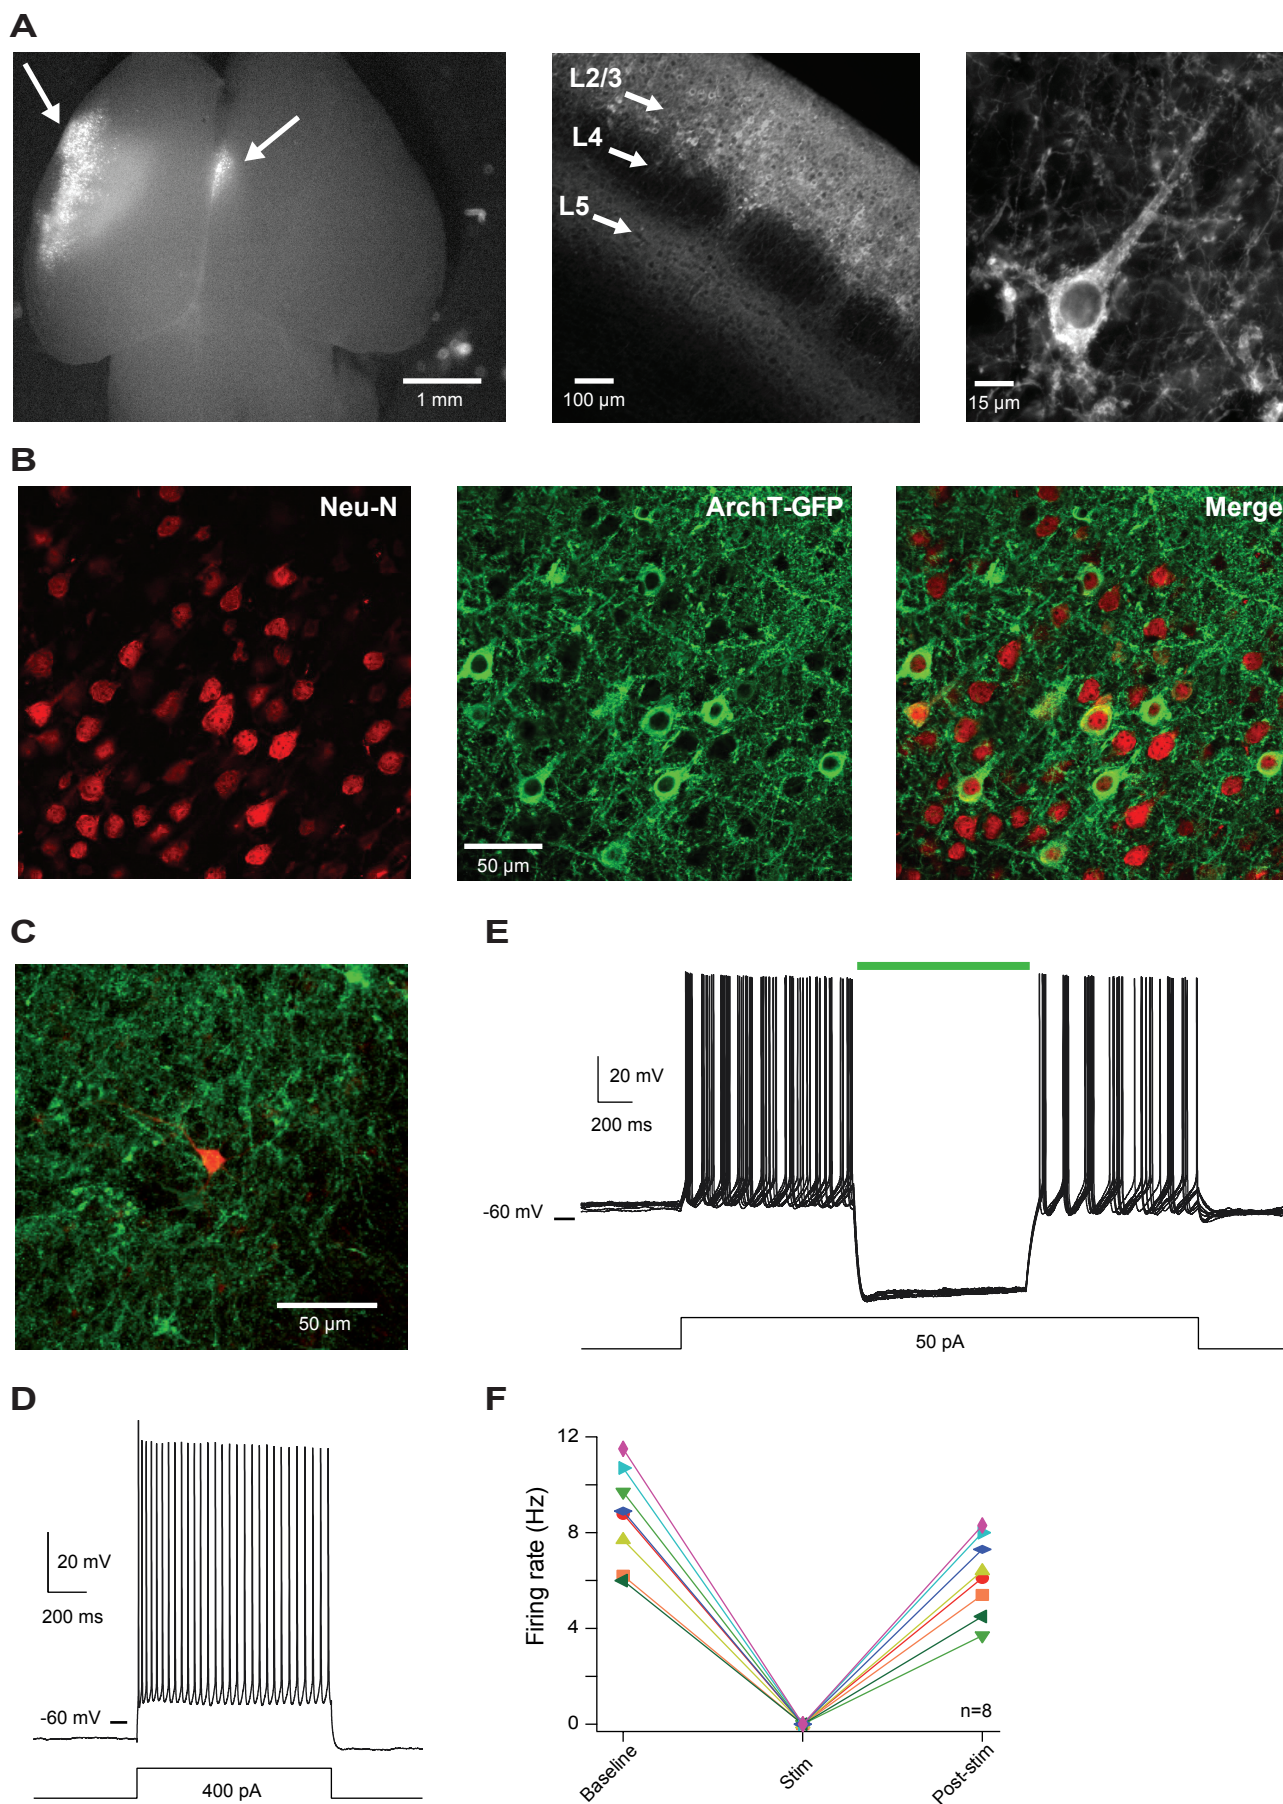 A
L2/3
L4
L5
1 mm
100 µm
15 µm
B
Neu-N
ArchT-GFP
Merge
50 µm
C
50 µm
E
20 mV
200 ms
-60 mV
50 pA
D
20 mV
200 ms
-60 mV
400 pA
F
Firing rate (Hz)
12
8
4
0
n=8
Baseline
Stim
Post-stim